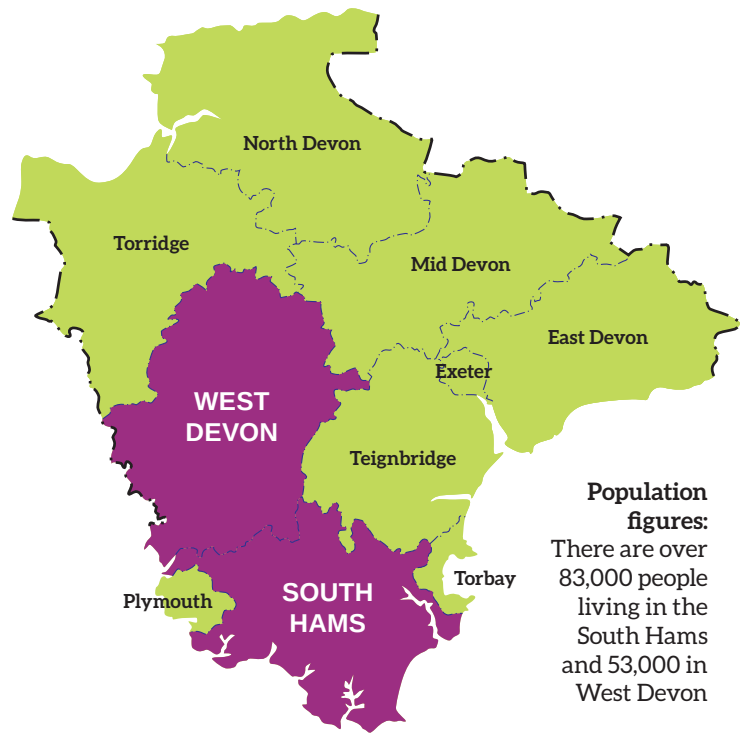 North Devon
Torridge
Mid Devon
East Devon
Exeter
WEST
DEVON
Teignbridge
Population
figures:
There are over
83,000 people
living in the
South Hams
and 53,000 in
West Devon
Torbay
Plymouth
SOUTH
HAMS